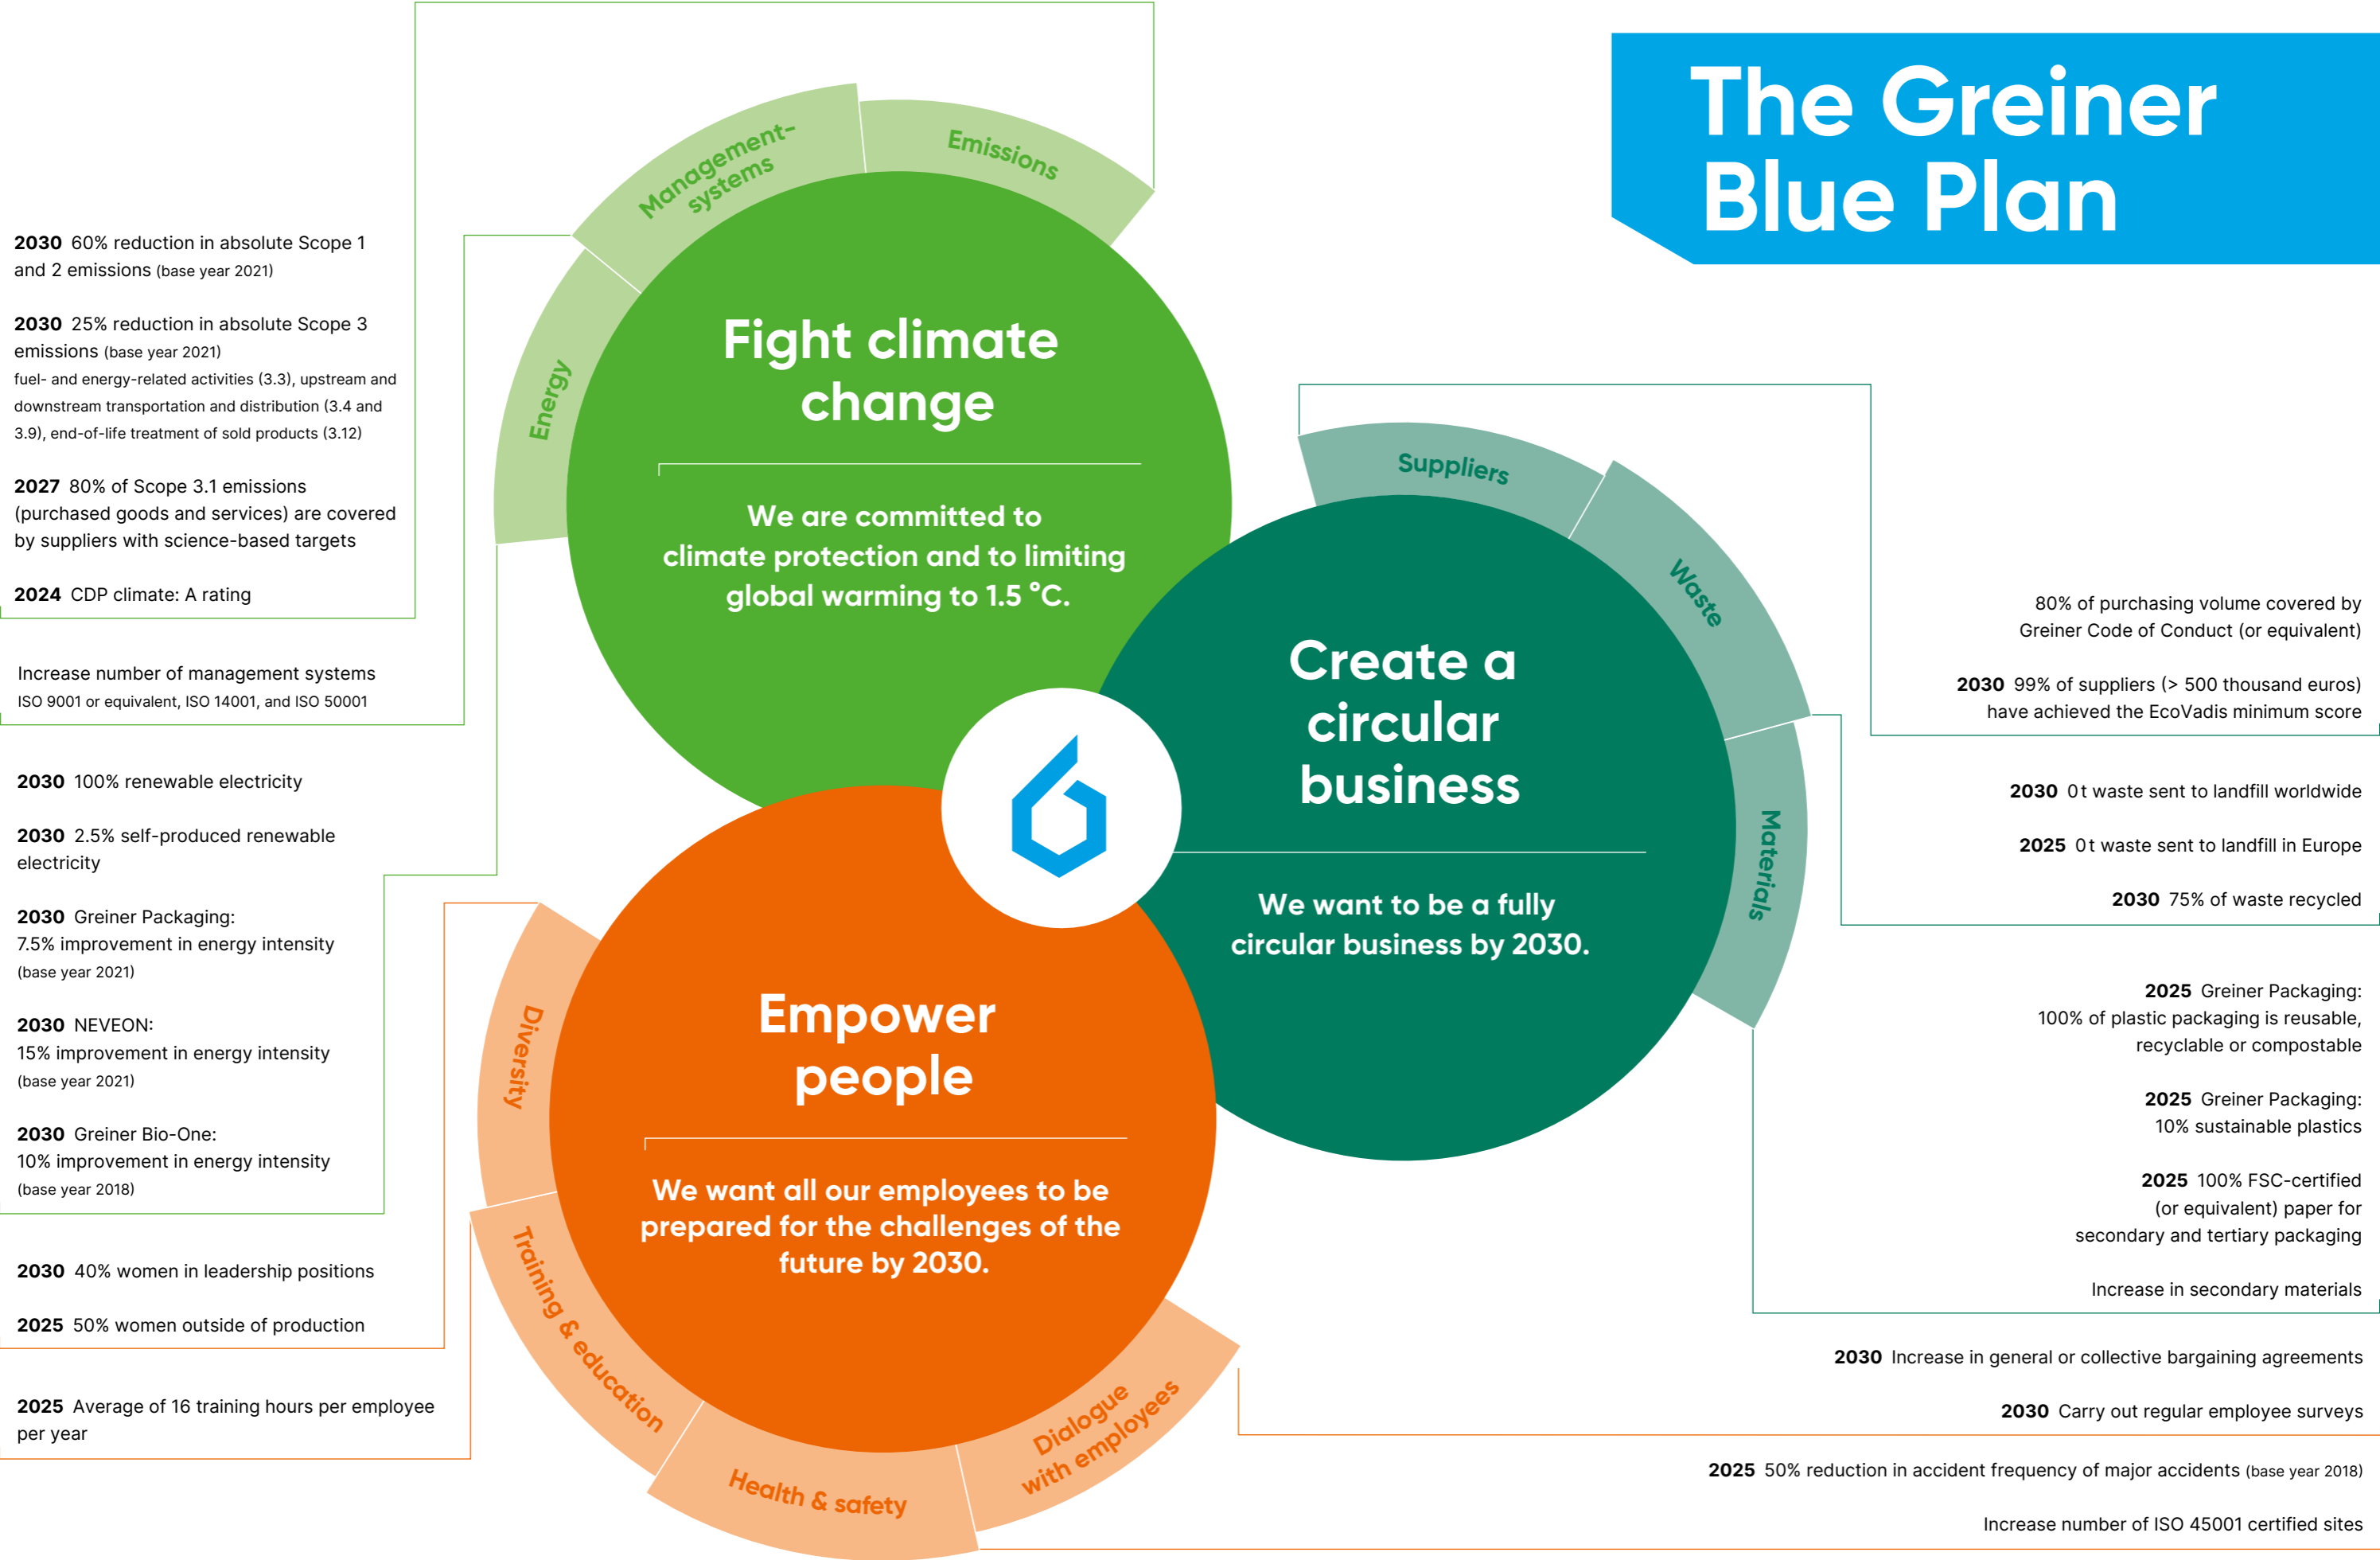 The Greiner
Blue Plan
Management-
systems
Emissions
Energy
Fight climate
change
We are committed to
climate protection and to limiting
global warming to 1.5 °C.
2030 60% reduction in absolute Scope 1
and 2 emissions (base year 2021)
2030 25% reduction in absolute Scope 3
emissions (base year 2021)
fuel- and energy-related activities (3.3), upstream and
downstream transportation and distribution (3.4 and
3.9), end-of-life treatment of sold products (3.12)
2027 80% of Scope 3.1 emissions
(purchased goods and services) are covered
by suppliers with science-based targets
2024 CDP climate: A rating
Increase number of management systems
ISO 9001 or equivalent, ISO 14001, and ISO 50001
2030 100% renewable electricity
2030 2.5% self-produced renewable
electricity
2030 Greiner Packaging:
7.5% improvement in energy intensity
(base year 2021)
2030 NEVEON:
15% improvement in energy intensity
(base year 2021)
2030 Greiner Bio-One:
10% improvement in energy intensity
(base year 2018)
Suppliers
Waste
Materials
Create a
circular
business
We want to be a fully
circular business by 2030.
80% of purchasing volume covered by
Greiner Code of Conduct (or equivalent)
2030 99% of suppliers (> 500 thousand euros)
have achieved the EcoVadis minimum score
2030 0 t waste sent to landfill worldwide
2025 0 t waste sent to landfill in Europe
2030 75% of waste recycled
2025 Greiner Packaging:
100% of plastic packaging is reusable,
recyclable or compostable
2025 Greiner Packaging:
10% sustainable plastics
2025 100% FSC-certified
(or equivalent) paper for
secondary and tertiary packaging
Increase in secondary materials
Diversity
Training & education
Health & safety
Dialogue
with employees
Empower
people
We want all our employees to be
prepared for the challenges of the
future by 2030.
2030 40% women in leadership positions
2025 50% women outside of production
2025 Average of 16 training hours per employee
per year
2030 Increase in general or collective bargaining agreements
2030 Carry out regular employee surveys
2025 50% reduction in accident frequency of major accidents (base year 2018)
Increase number of ISO 45001 certified sites